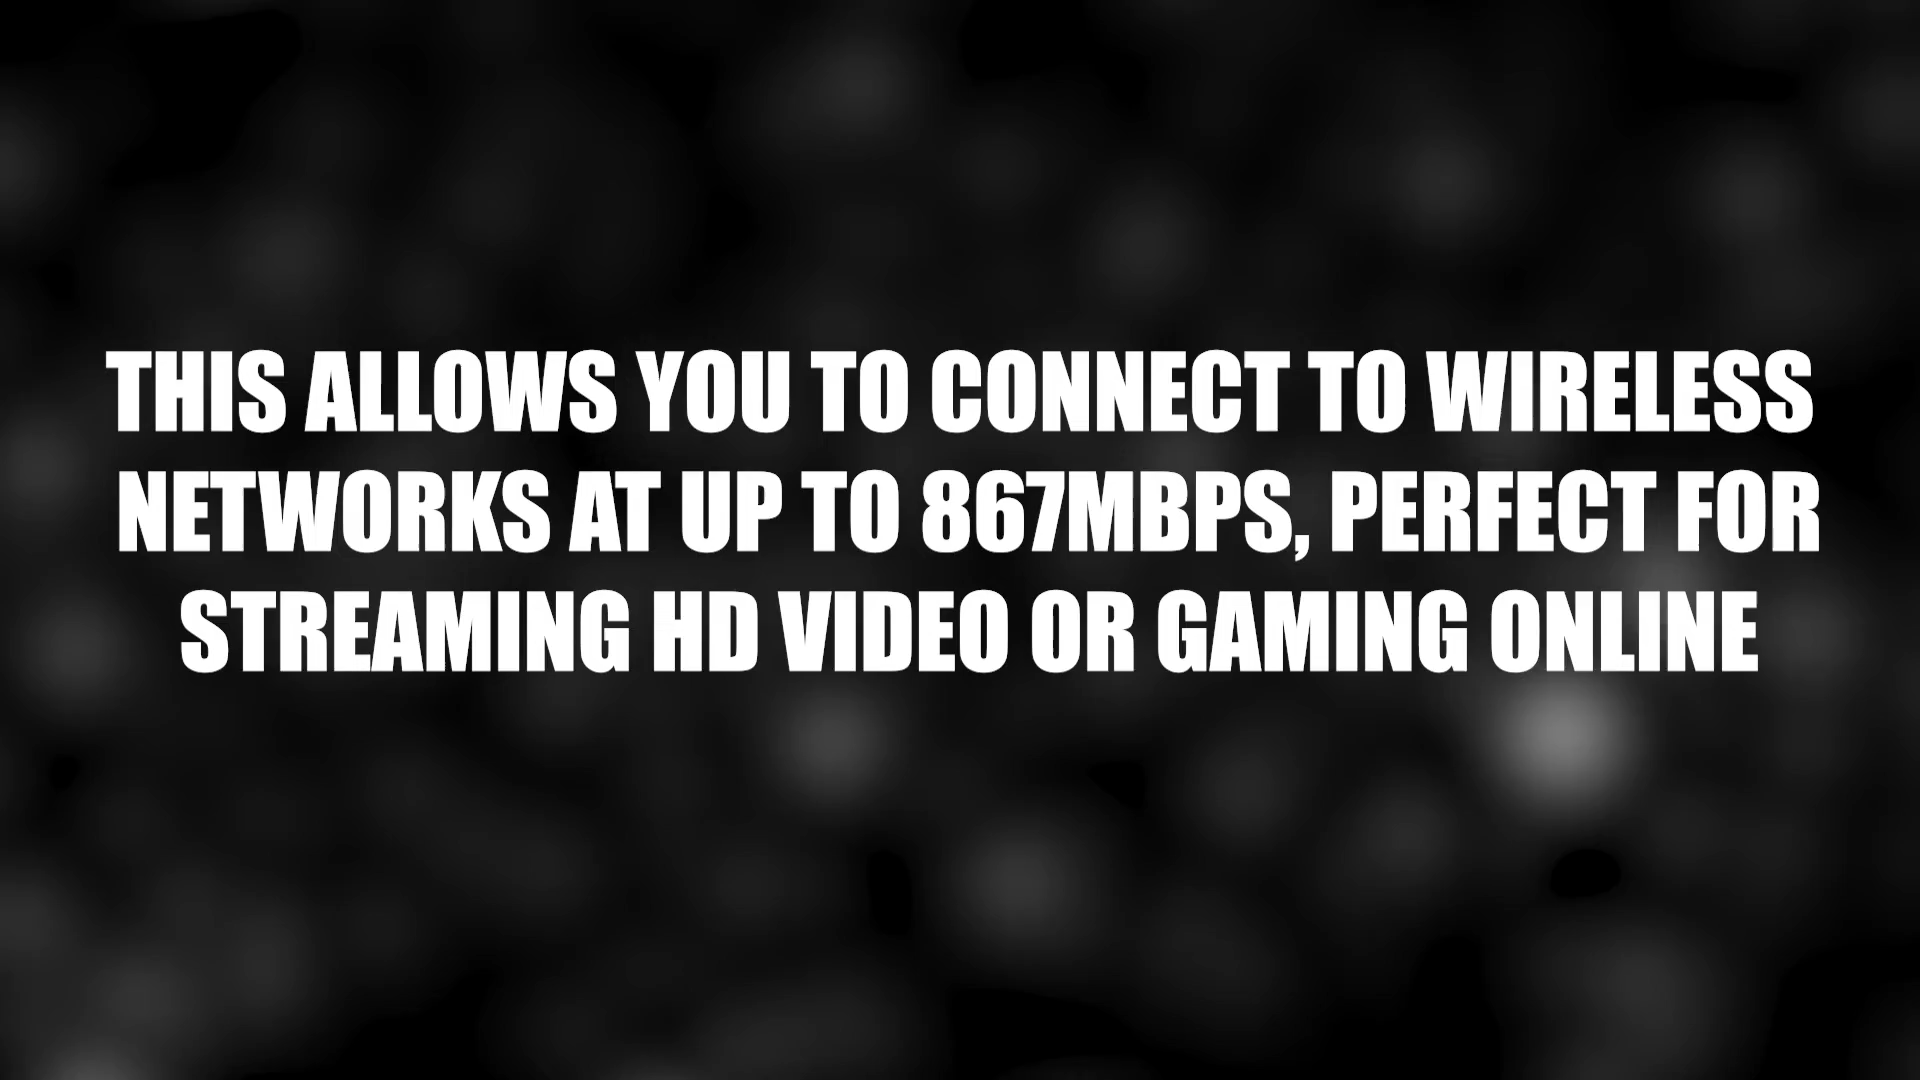 THIS ALLOWS YOU TO CONNECT TO WIRELESS
NETWORKS AT UP TO 867MBPS, PERFECT FOR
STREAMING HD VIDEO OR GAMING ONLINE